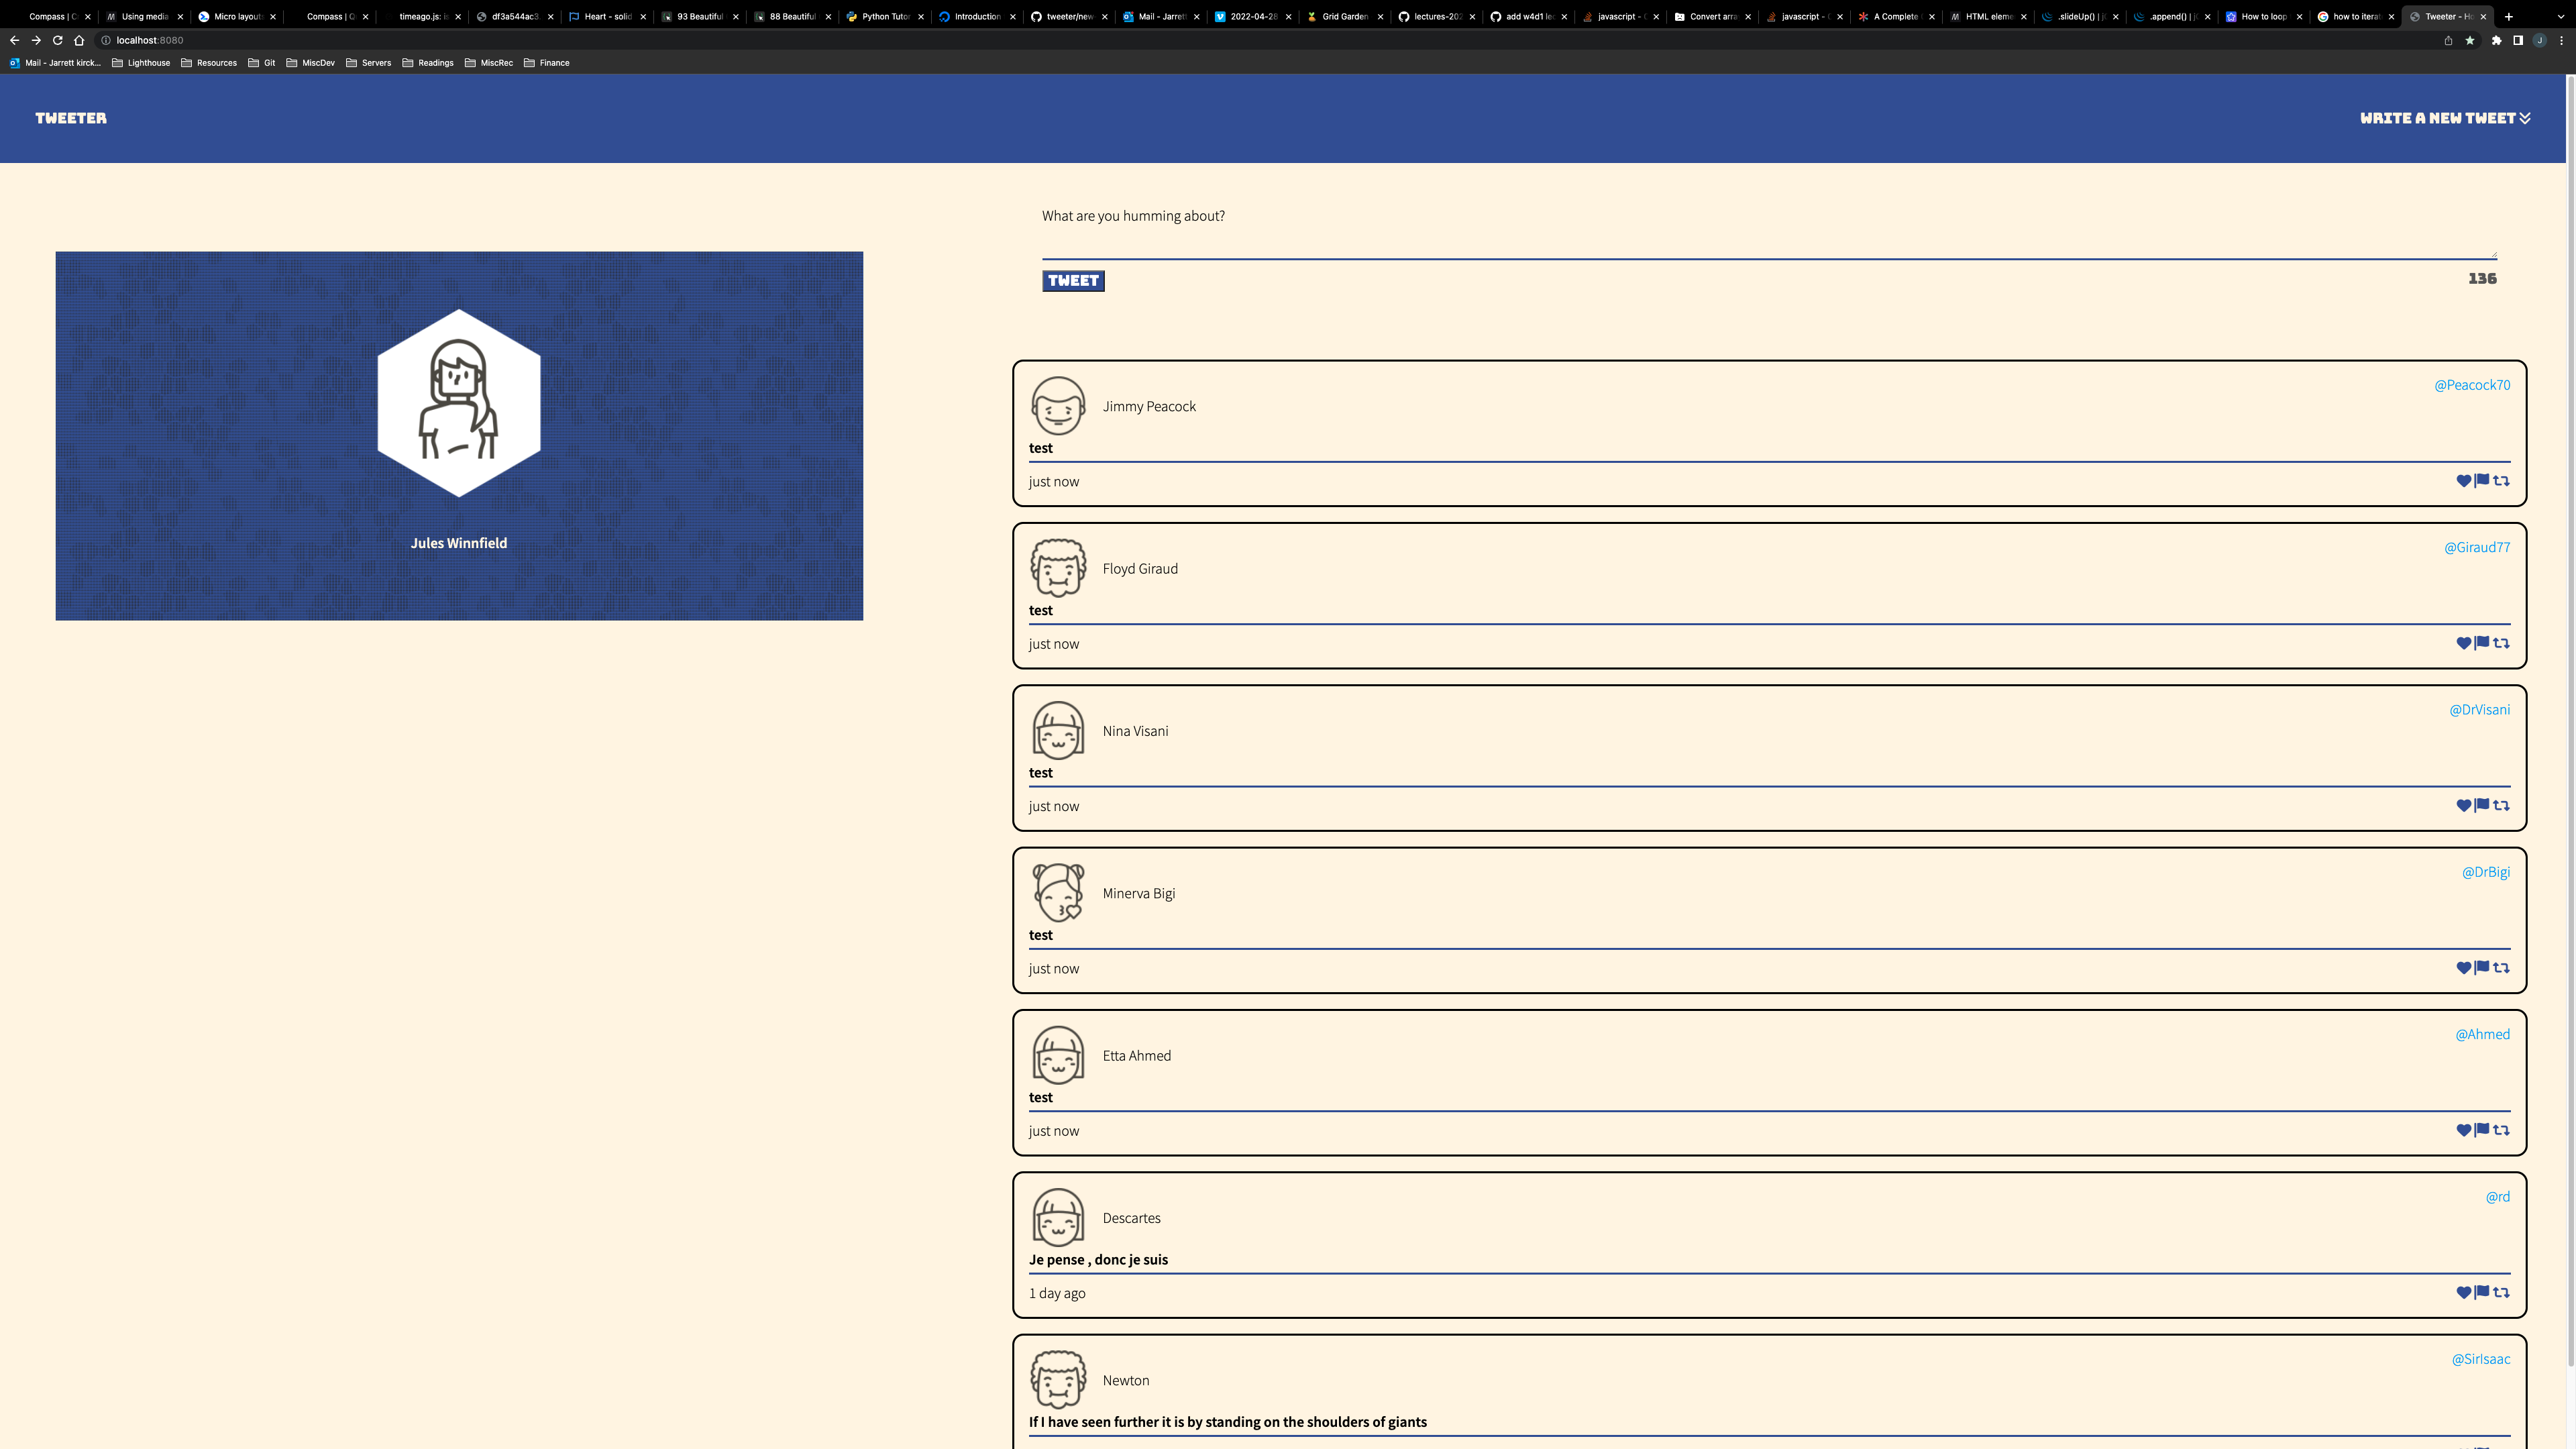 Compass | C
Using media
Micro layout
Compass | Q
timeago.js: is
df3a544ac3.
Heart - solid
93 Beautiful
88 Beautiful
Python Tutor
Introduction
tweeter/new
Mail - Jarrett
2022-04-28
Grid Garden
lectures-202
add w4d1 lec
javascript -
Convert arra
javascript -
A Complete
HTML eleme
.slideUp() | j
.append() | j
How to loop
how to iterat
Tweeter - Ho
localhost:8080
J
Mail - Jarrett kirck...
Lighthouse
Resources
Git
MiscDev
Servers
Readings
MiscRec
Finance
TWEETER
WRITE A NEW TWEET
What are you humming about?
TWEET
136
Jules Winnfield
@Peacock70
Jimmy Peacock
test
just now
@Giraud77
Floyd Giraud
test
just now
@DrVisani
Nina Visani
test
just now
@DrBigi
Minerva Bigi
test
just now
@Ahmed
Etta Ahmed
test
just now
@rd
Descartes
Je pense , donc je suis
1 day ago
@SirIsaac
Newton
If I have seen further it is by standing on the shoulders of giants